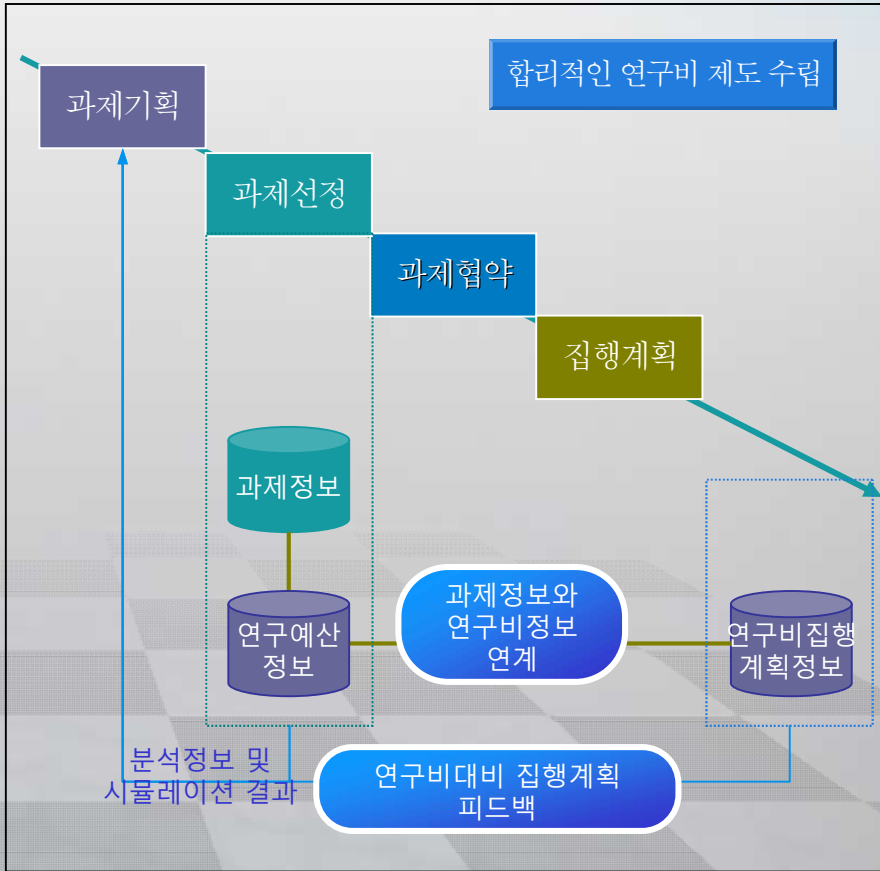 합리적인 연구비 제도 수립
과제기획
과제선정
과제협약
집행계획
과제정보
연구예산
정보
과제정보와
연구비정보
연계
연구비집행
계획정보
분석정보 및
시뮬레이션 결과
연구비대비 집행계획
피드백